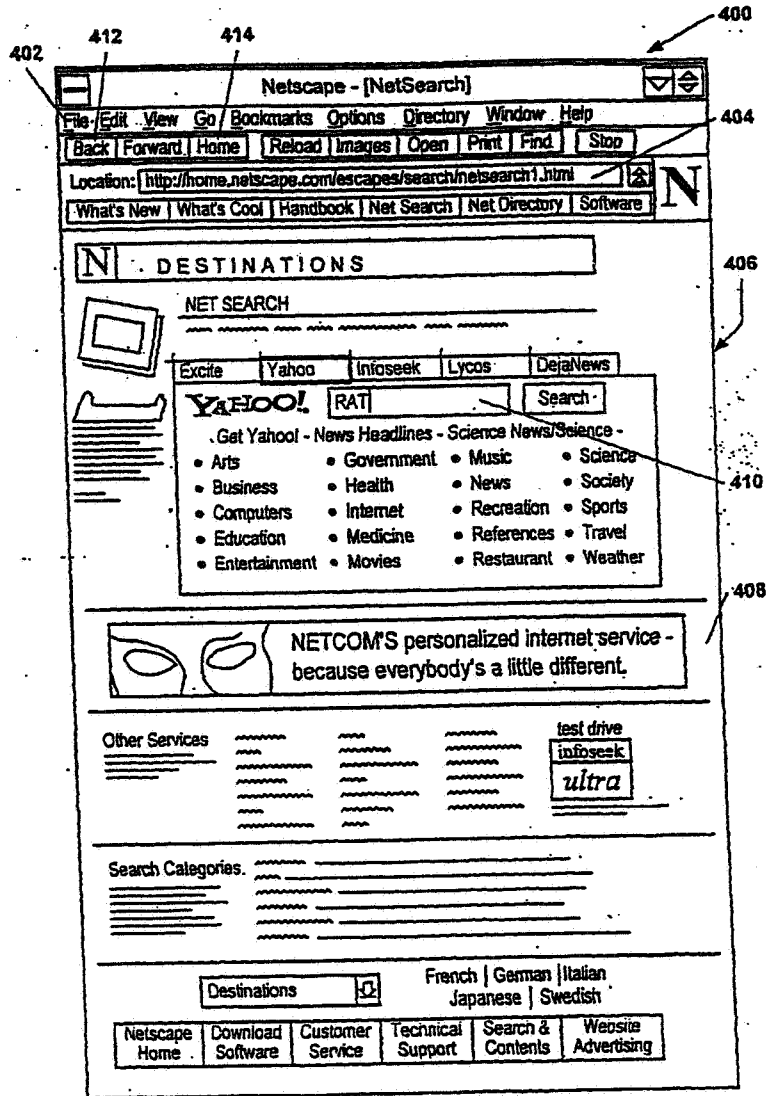 400
412
414
402
Netscape - [NetSearch]
File Edit View Go Bookmarks Options Directory Window Help
Back Forward Home Reload Images Open Print Find Stop
404
Location: http://home.netscape.com/escapes/search/netsearch1.html
N
What's New What's Cool Handbook Net Search Net Directory Software
N DESTINATIONS
406
NET SEARCH
Excite Yahoo Infoseek Lycos DejaNews
YAHOO! RAT Search
Get Yahoo! - News Headlines - Science News/Science -
• Arts • Government • Music • Science
410
• Business • Health • News • Society
• Computers • Internet • Recreation • Sports
• Education • Medicine • References • Travel
• Entertainment • Movies • Restaurant • Weather
408
NETCOM'S personalized internet service -
because everybody's a little different.
Other Services
test drive
infoseek
ultra
Search Categories.
Destinations
French | German | Italian
Japanese | Swedish
Netscape Home Download Software Customer Service Technical Support Search & Contents Website Advertising